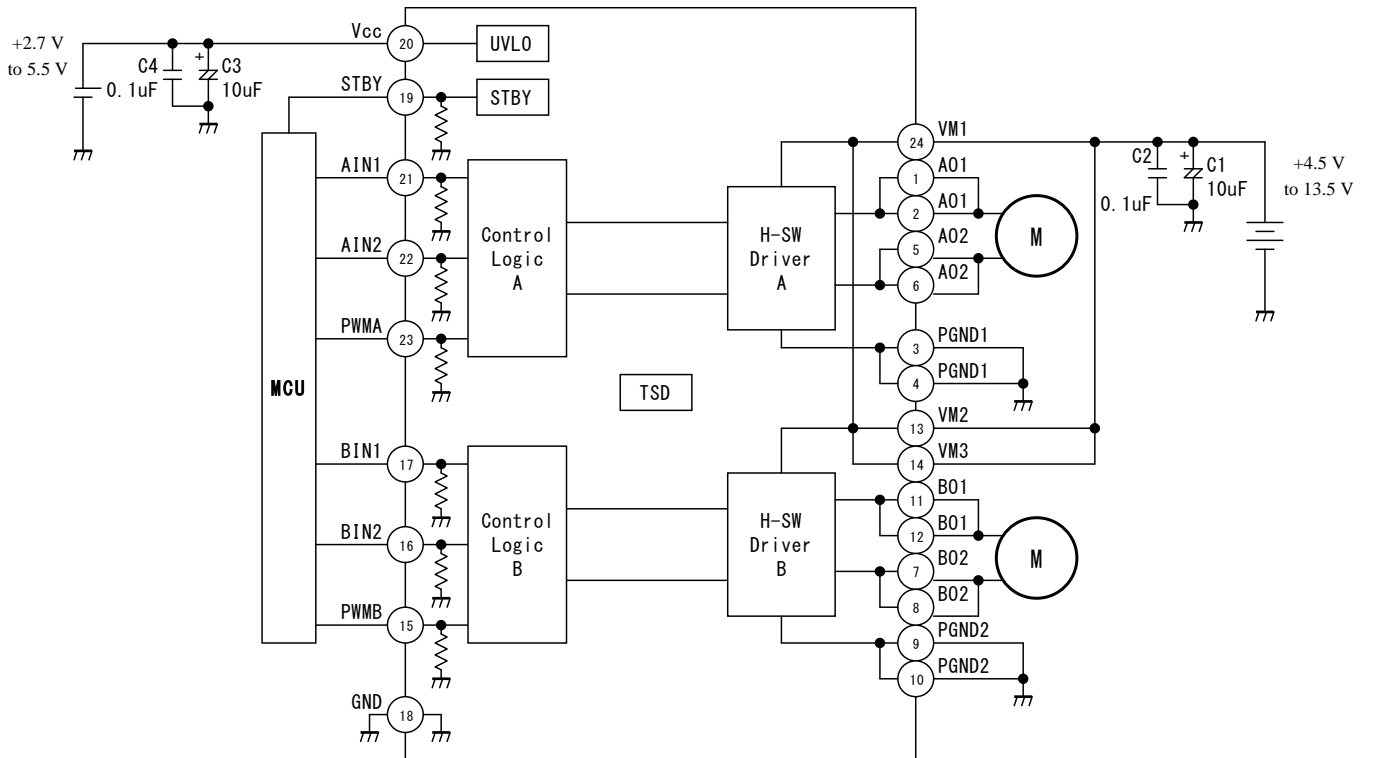 +2.7 V
to 5.5 V
C4
0.1uF
+
C3
10uF
Vcc
20
UVLO
STBY
19
STBY
MCU
AIN1
21
AIN2
22
PWMA
23
Control
Logic
A
BIN1
17
BIN2
16
PWMB
15
Control
Logic
B
GND
18
TSD
H-SW
Driver
A
H-SW
Driver
B
24
VM1
1
AO1
2
AO1
5
AO2
6
AO2
3
PGND1
4
PGND1
13
VM2
14
VM3
11
BO1
12
BO1
7
BO2
8
BO2
9
PGND2
10
PGND2
M
M
C2
0.1uF
+
C1
10uF
+4.5 V
to 13.5 V